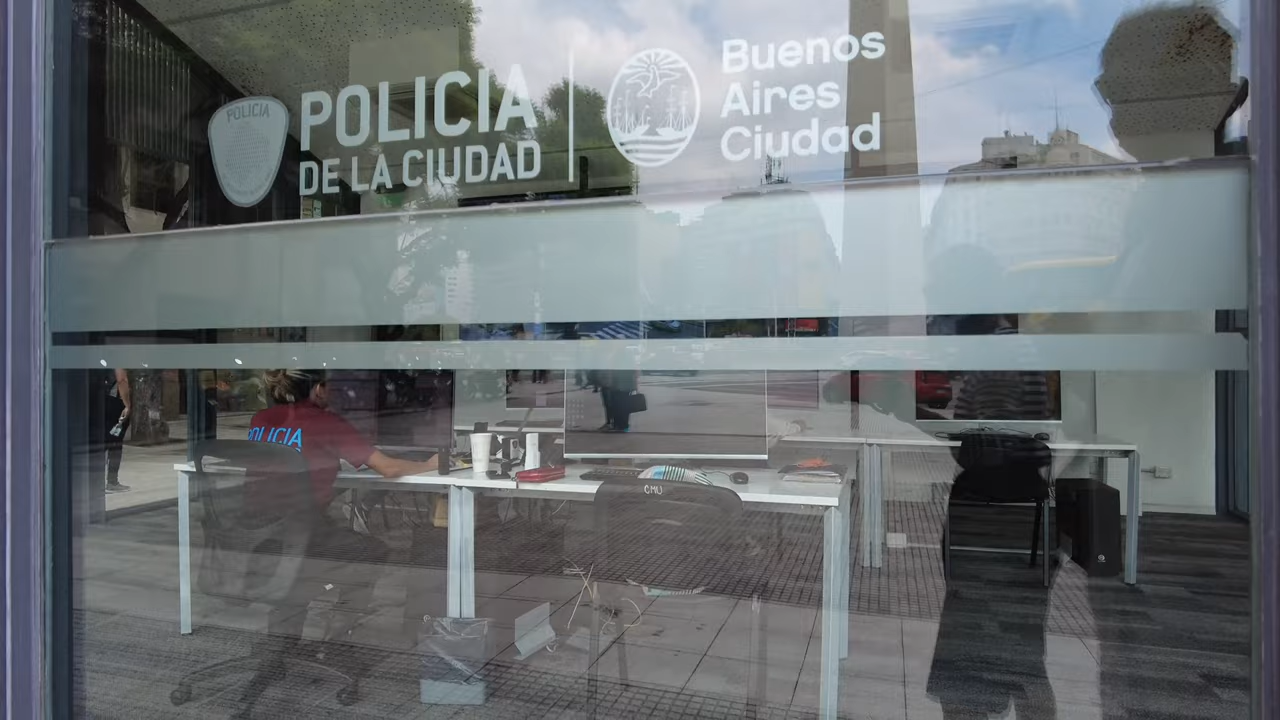 POLICIA
POLICIA
DE LA CIUDAD
Buenos
Aires
Ciudad
POLICIA
CMU